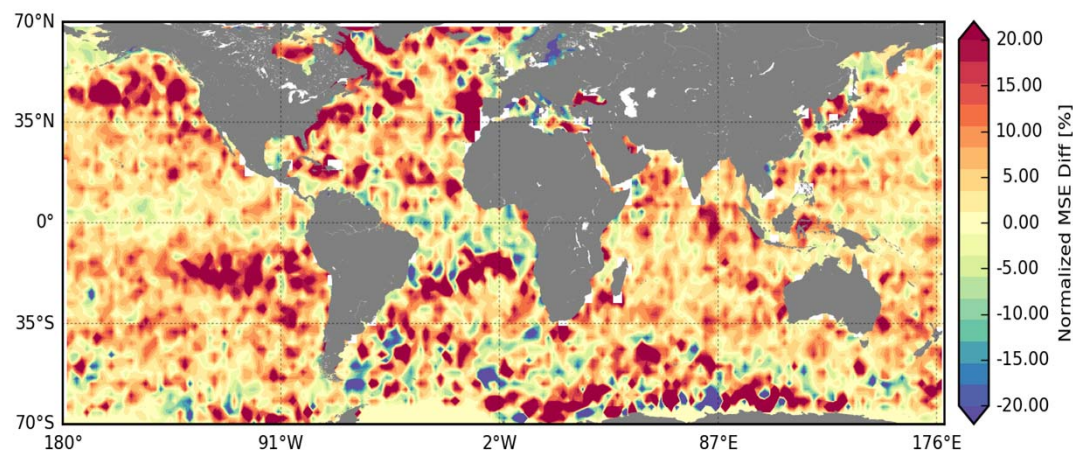 70°N
35°N
0°
35°S
70°S
180°
91°W
2°W
87°E
176°E
20.00
15.00
10.00
5.00
0.00
-5.00
-10.00
-15.00
-20.00
Normalized MSE Diff [%]